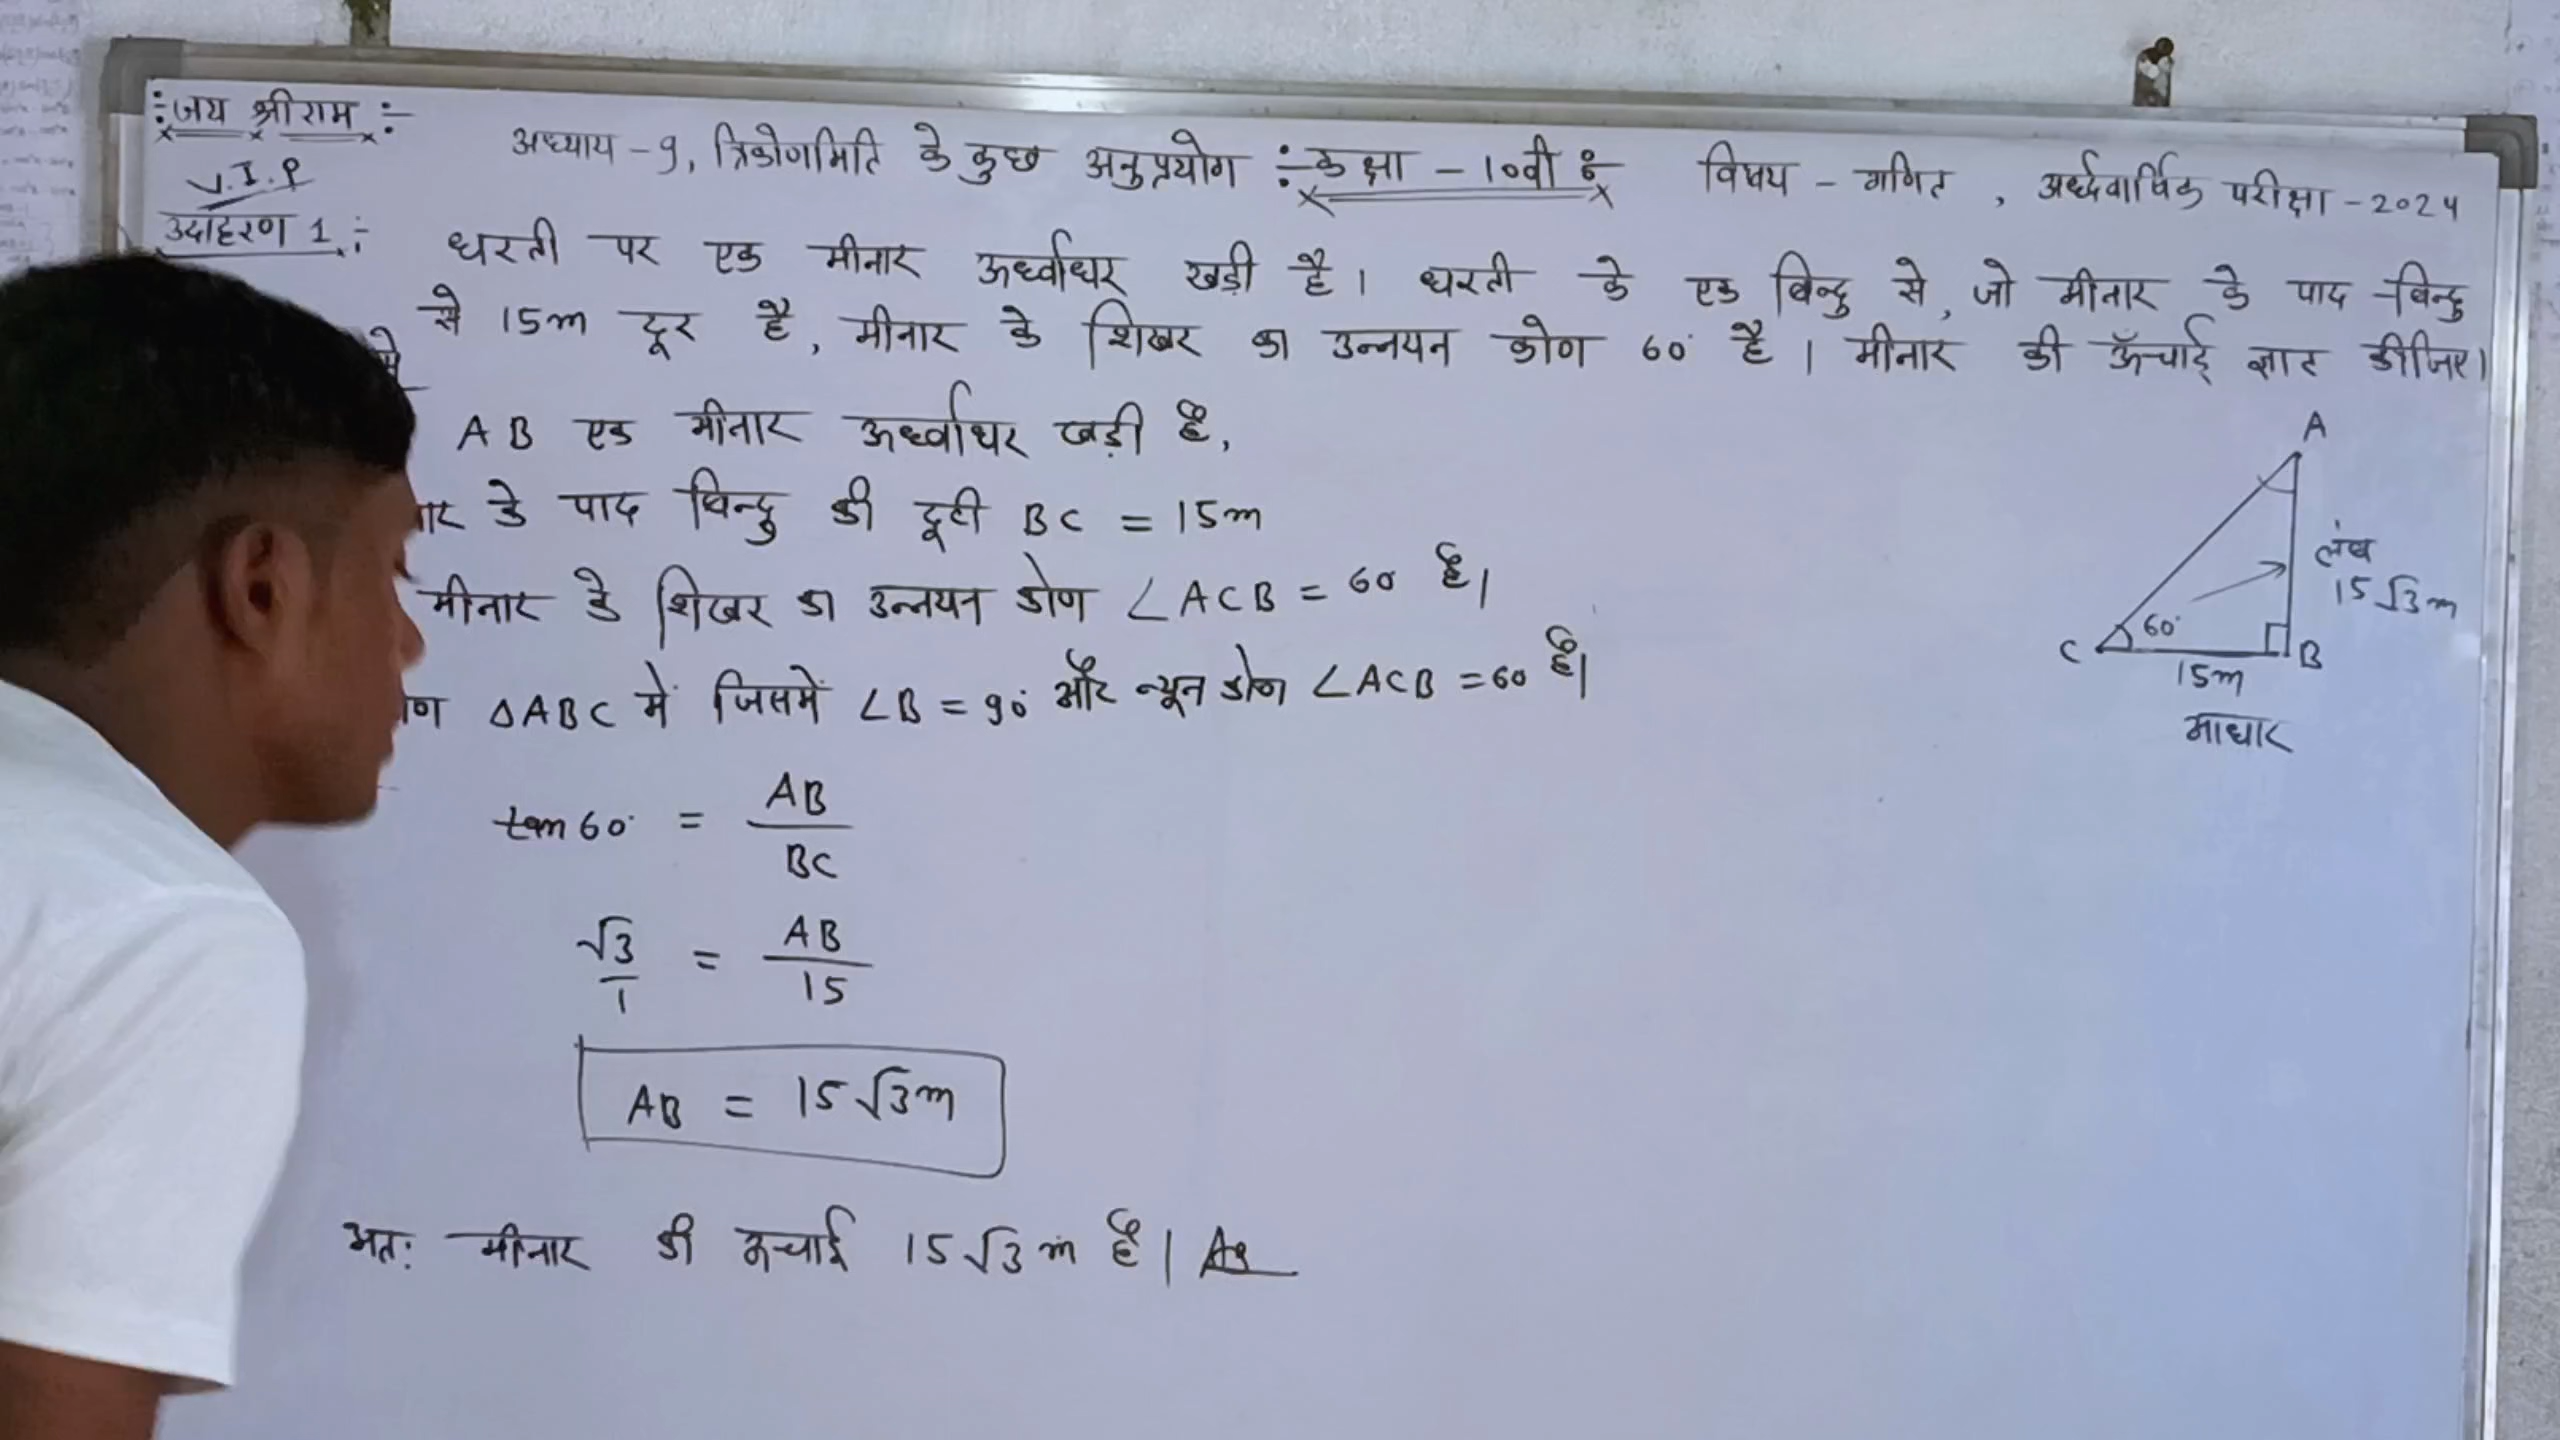 :जय श्रीराम :-
अध्याय - 9, त्रिकोणमिति के कुछ अनुप्रयोग :- कक्षा - 10वी :- विषय - गणित , अर्धवार्षिक परीक्षा - 2024
V.I.P
उदाहरण 1 :- धरती पर एक मीनार ऊर्ध्वाधर खड़ी है। धरती के एक बिन्दु से, जो मीनार के पाद - बिन्दु
से 15m दूर है, मीनार के शिखर का उन्नयन कोण 60° है। मीनार की ऊँचाई ज्ञात कीजिए।
AB एक मीनार ऊर्ध्वाधर खड़ी है,
के पाद बिन्दु की दूरी BC = 15m
मीनार के शिखर का उन्नयन कोण ∠ACB = 60° है।
△ABC में जिसमें ∠B = 90° और न्यून कोण ∠ACB = 60° है।
tan 60° = AB
BC
√3 = AB
1 15
AB = 15√3m
अतः मीनार की ऊचाई 15√3 m है।
A
लंब
15√3m
60°
C
B
15m
आधार